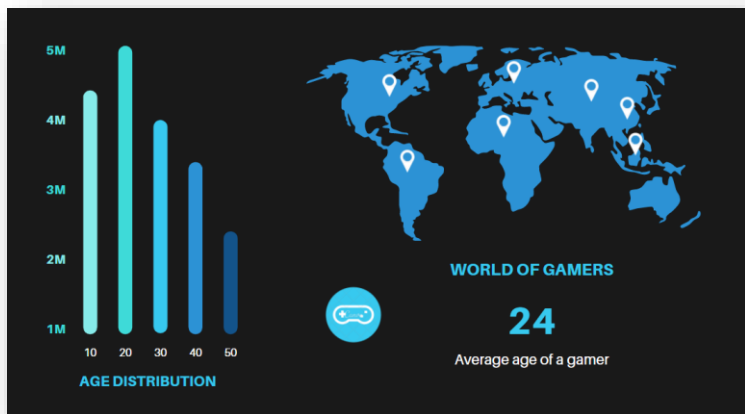 5M
4M
3M
2M
1M
10 20 30 40 50
AGE DISTRIBUTION
WORLD OF GAMERS
24
Average age of a gamer